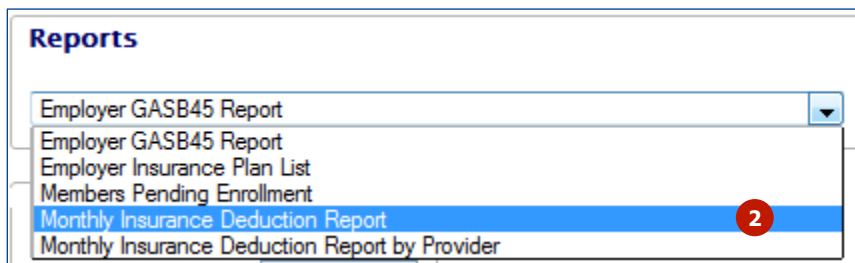 Reports
Employer GASB45 Report
Employer GASB45 Report
Employer Insurance Plan List
Members Pending Enrollment
Monthly Insurance Deduction Report 2
Monthly Insurance Deduction Report by Provider